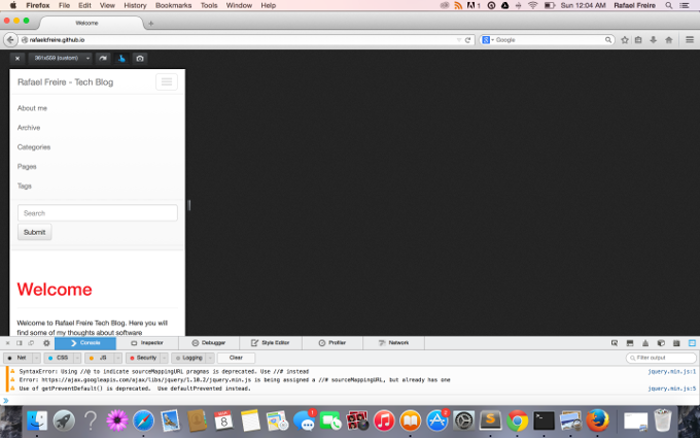 Firefox File Edit View History Bookmarks Tools Window Help 1 Sun 12:04 AM Rafael Freire
Welcome
rafaelcfreire.github.io Google
(custom)
Rafael Freire - Tech Blog
About me
Archive
Categories
Pages
Tags
Search
Submit
Welcome
Welcome to Rafael Freire Tech Blog. Here you will
find some of my thoughts about software
Console Inspector Debugger Style Editor Profiler Network
Net CSS JS Security Logging Clear Filter output
SyntaxError: Using //@ to indicate sourceMappingURL pragmas is deprecated. Use //# instead jquery.min.js:1
Error: https://ajax.googleapis.com/ajax/libs/jquery/1.10.2/jquery.min.js is being assigned a //# sourceMappingURL, but already has one
Use of getPreventDefault() is deprecated. Use defaultPrevented instead. jquery.min.js:5
8